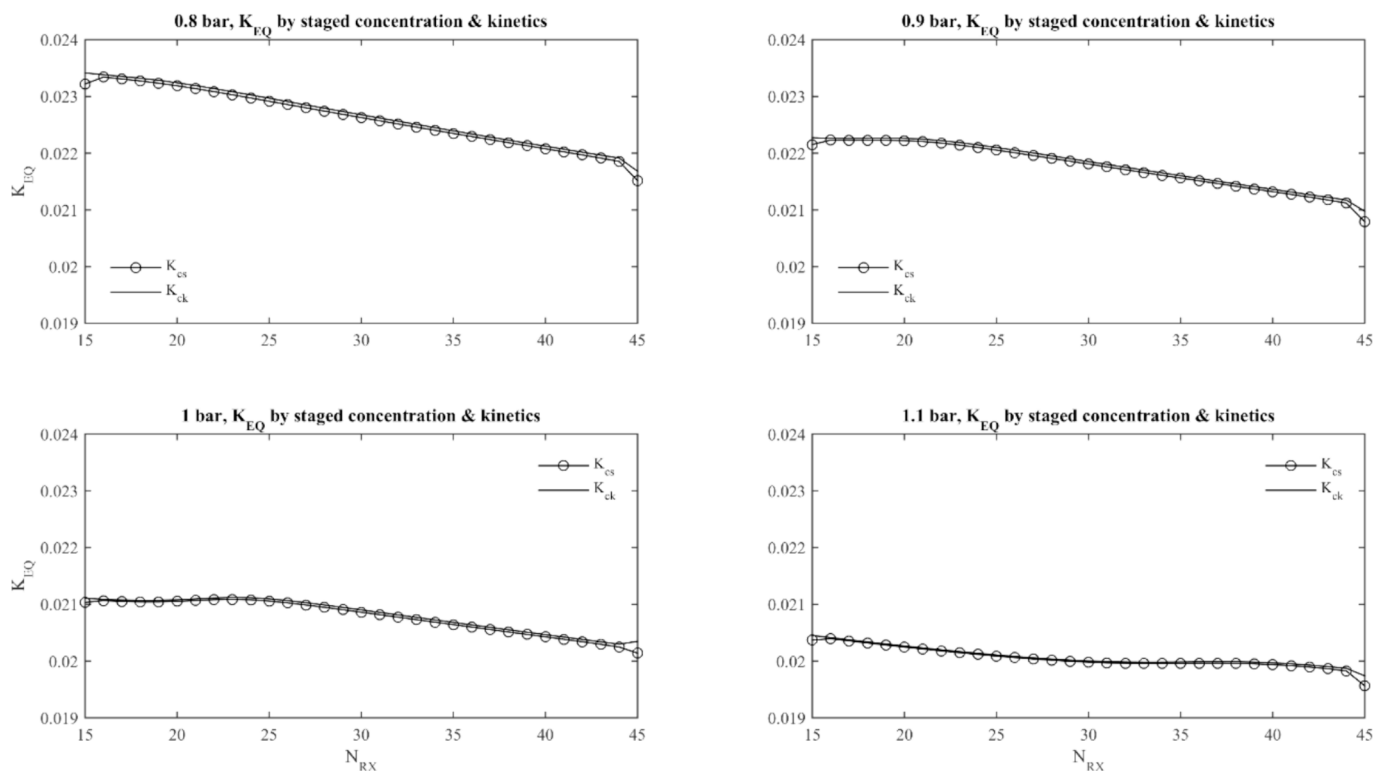 0.8 bar, K_EQ by staged concentration & kinetics
0.024
0.023
0.022
0.021
0.02
0.019
K_EQ
K_cs
K_ck
15 20 25 30 35 40 45
0.9 bar, K_EQ by staged concentration & kinetics
0.024
0.023
0.022
0.021
0.02
0.019
K_cs
K_ck
15 20 25 30 35 40 45
1 bar, K_EQ by staged concentration & kinetics
0.024
0.023
0.022
0.021
0.02
0.019
K_EQ
K_cs
K_ck
15 20 25 30 35 40 45
N_RX
1.1 bar, K_EQ by staged concentration & kinetics
0.024
0.023
0.022
0.021
0.02
0.019
K_cs
K_ck
15 20 25 30 35 40 45
N_RX